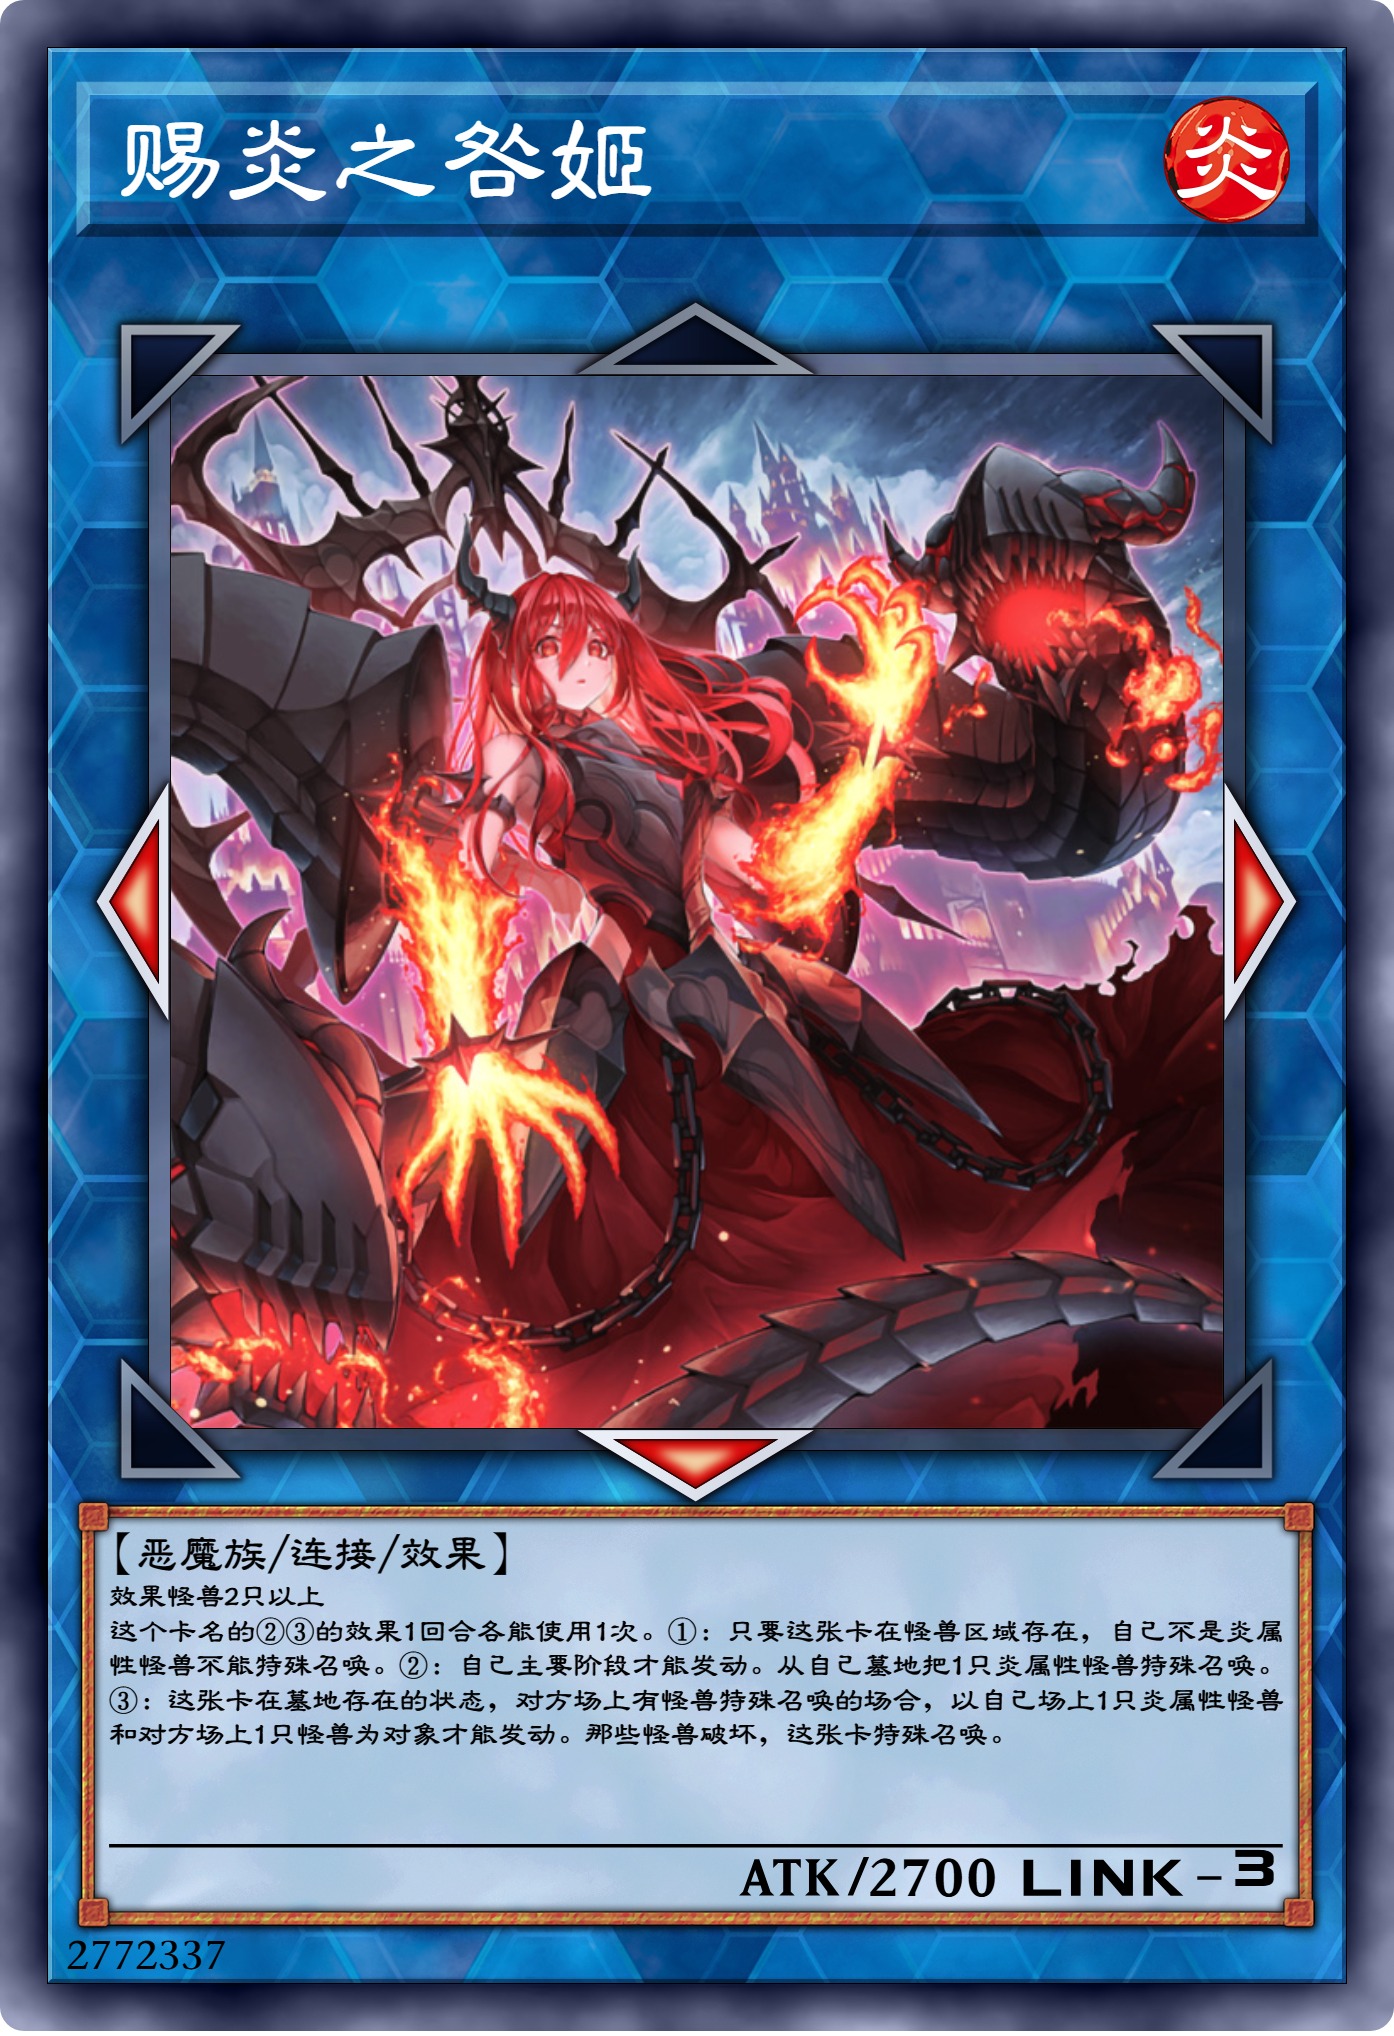 赐炎之咎姬
炎
【恶魔族/连接/效果】
效果怪兽2只以上
这个卡名的②③的效果1回合各能使用1次。①：只要这张卡在怪兽区域存在，自己不是炎属
性怪兽不能特殊召唤。②：自己主要阶段才能发动。从自己墓地把1只炎属性怪兽特殊召唤。
③：这张卡在墓地存在的状态，对方场上有怪兽特殊召唤的场合，以自己场上1只炎属性怪兽
和对方场上1只怪兽为对象才能发动。那些怪兽破坏，这张卡特殊召唤。
ATK/2700 LINK-3
2772337